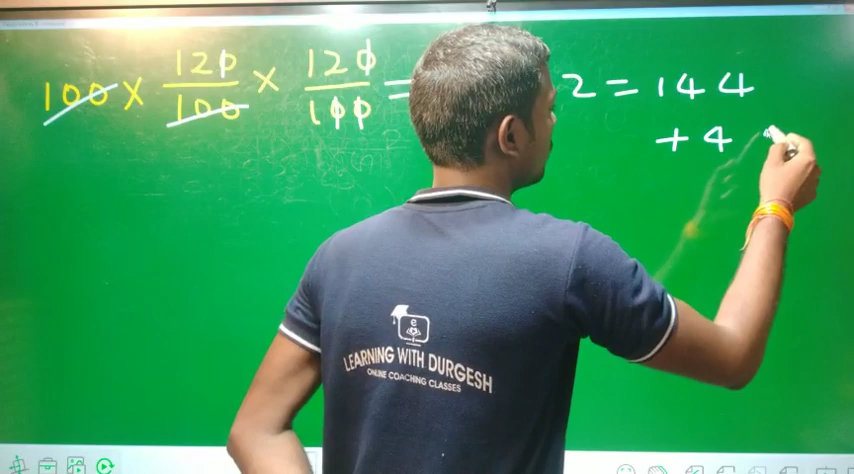 100 × 120/100 × 120/100 = 2 = 144
+ 4
e
LEARNING WITH DURGESH
ONLINE COACHING CLASSES